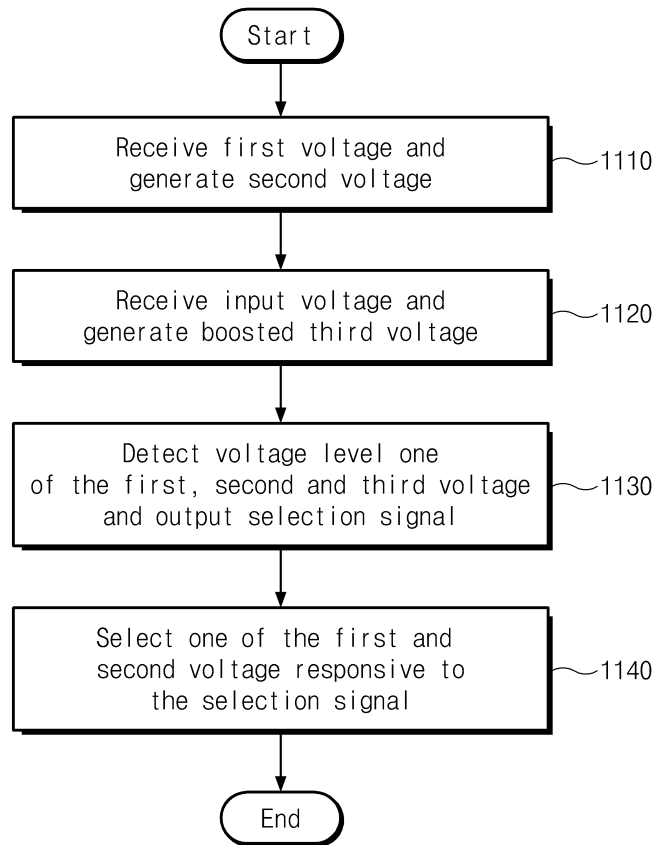 Start
Receive first voltage and
generate second voltage
1110
Receive input voltage and
generate boosted third voltage
1120
Detect voltage level one
of the first, second and third voltage
and output selection signal
1130
Select one of the first and
second voltage responsive to
the selection signal
1140
End